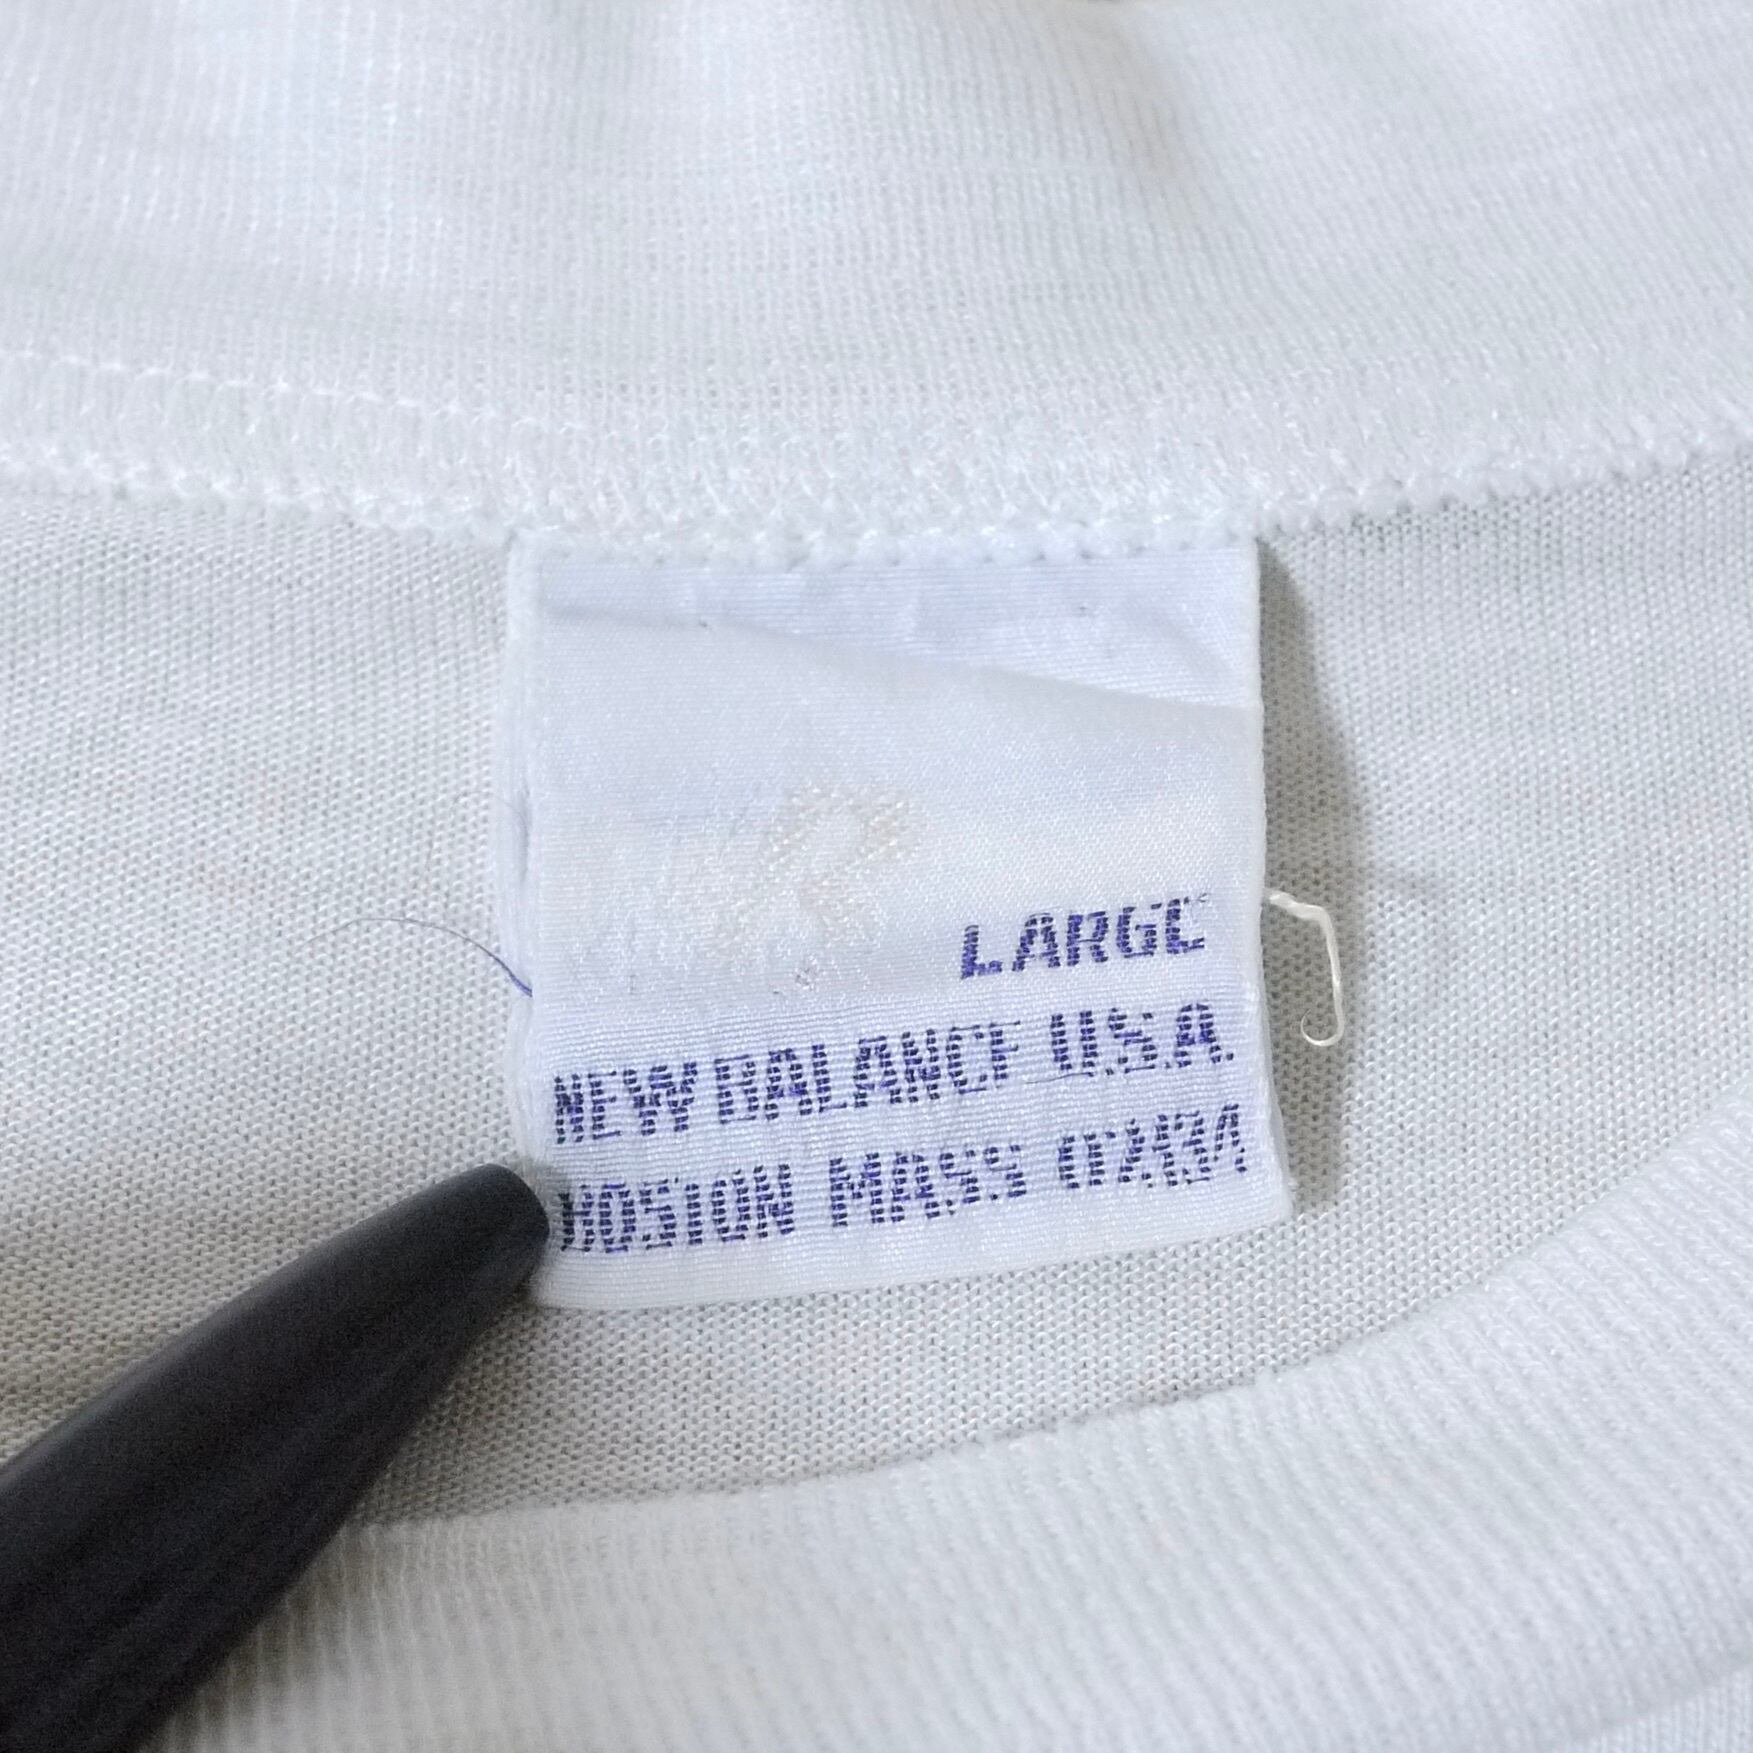 LARGE
NEW BALANCE U.S.A.
BOSTON MASS 02134